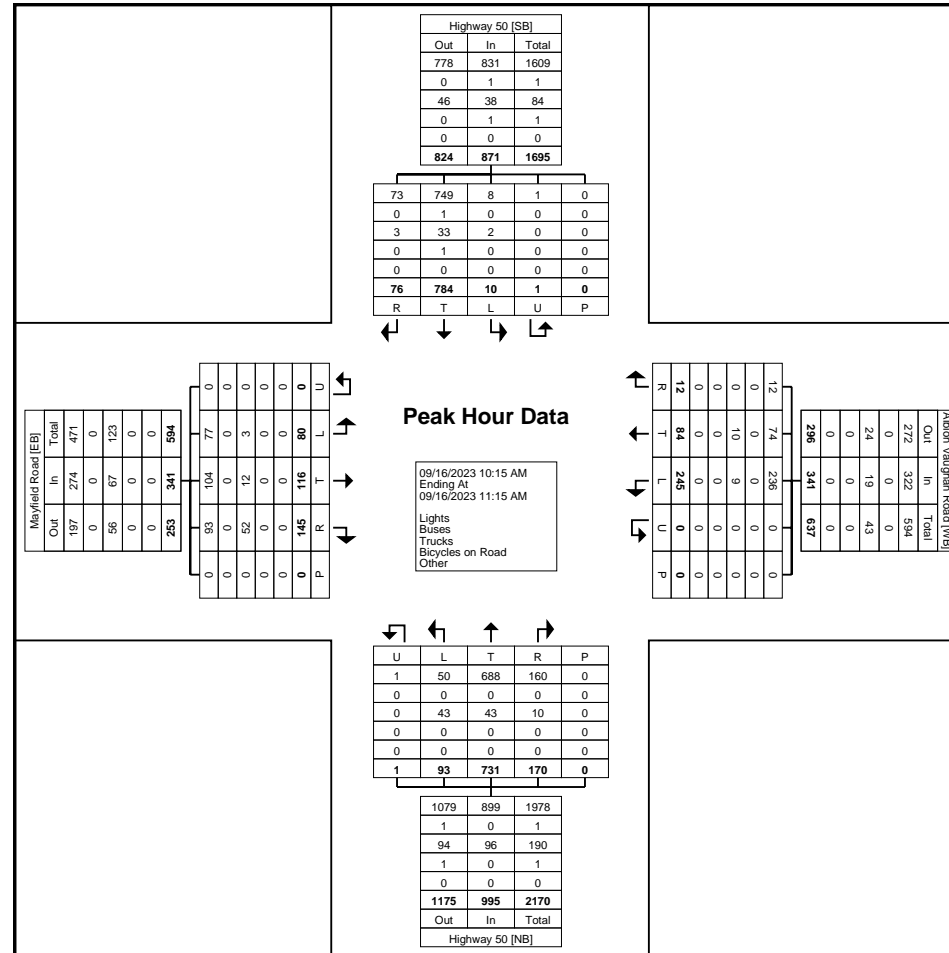 Highway 50 [SB]
Out In Total
778 831 1609
0 1 1
46 38 84
0 1 1
0 0 0
824 871 1695
73 749 8 1 0
0 1 0 0 0
3 33 2 0 0
0 1 0 0 0
0 0 0 0 0
76 784 10 1 0
R T L U P
Mayfield Road [EB]
Total In Out
471 274 197
0 0 0
123 67 56
0 0 0
0 0 0
594 341 253
0 77 104 93 0
0 0 0 0 0
0 3 12 52 0
0 0 0 0 0
0 0 0 0 0
0 80 116 145 0
U L T R P
Peak Hour Data
09/16/2023 10:15 AM
Ending At
09/16/2023 11:15 AM
Lights
Buses
Trucks
Bicycles on Road
Other
Albion Vaughan Road [WB]
Out In Total
272 322 594
0 0 0
24 19 43
0 0 0
0 0 0
296 341 637
12 74 236 0 0
0 0 0 0 0
0 10 9 0 0
0 0 0 0 0
0 0 0 0 0
12 84 245 0 0
R T L U P
U L T R P
1 50 688 160 0
0 0 0 0 0
0 43 43 10 0
0 0 0 0 0
0 0 0 0 0
1 93 731 170 0
1079 899 1978
1 0 1
94 96 190
1 0 1
0 0 0
1175 995 2170
Out In Total
Highway 50 [NB]